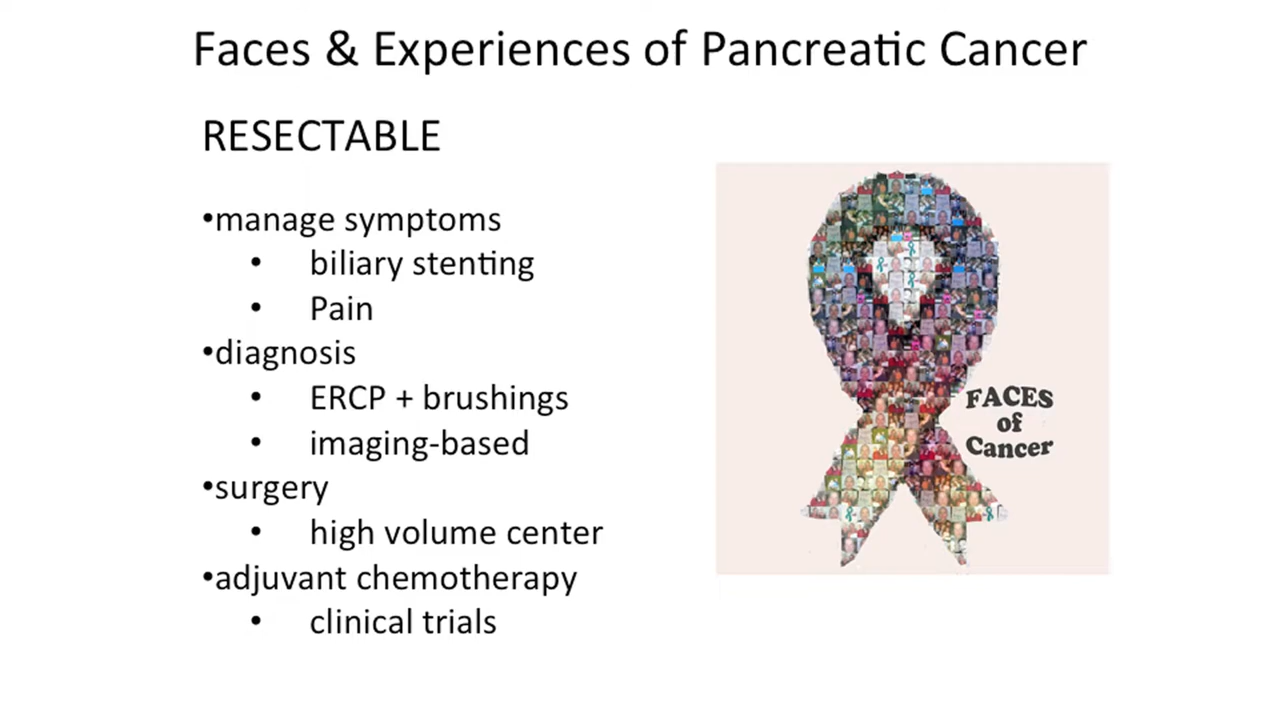 Faces & Experiences of Pancreatic Cancer
RESECTABLE
•manage symptoms
• biliary stenting
• Pain
•diagnosis
• ERCP + brushings
• imaging-based
•surgery
• high volume center
•adjuvant chemotherapy
• clinical trials
FACES
of
Cancer